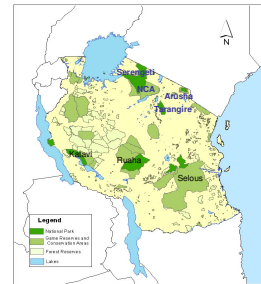 N
Serengeti
NCA
Arusha
Tarangire
Katavi
Ruaha
Selous
Legend
National Park
Game Reserves and
Conservation Areas
Forest Reserves
Lakes